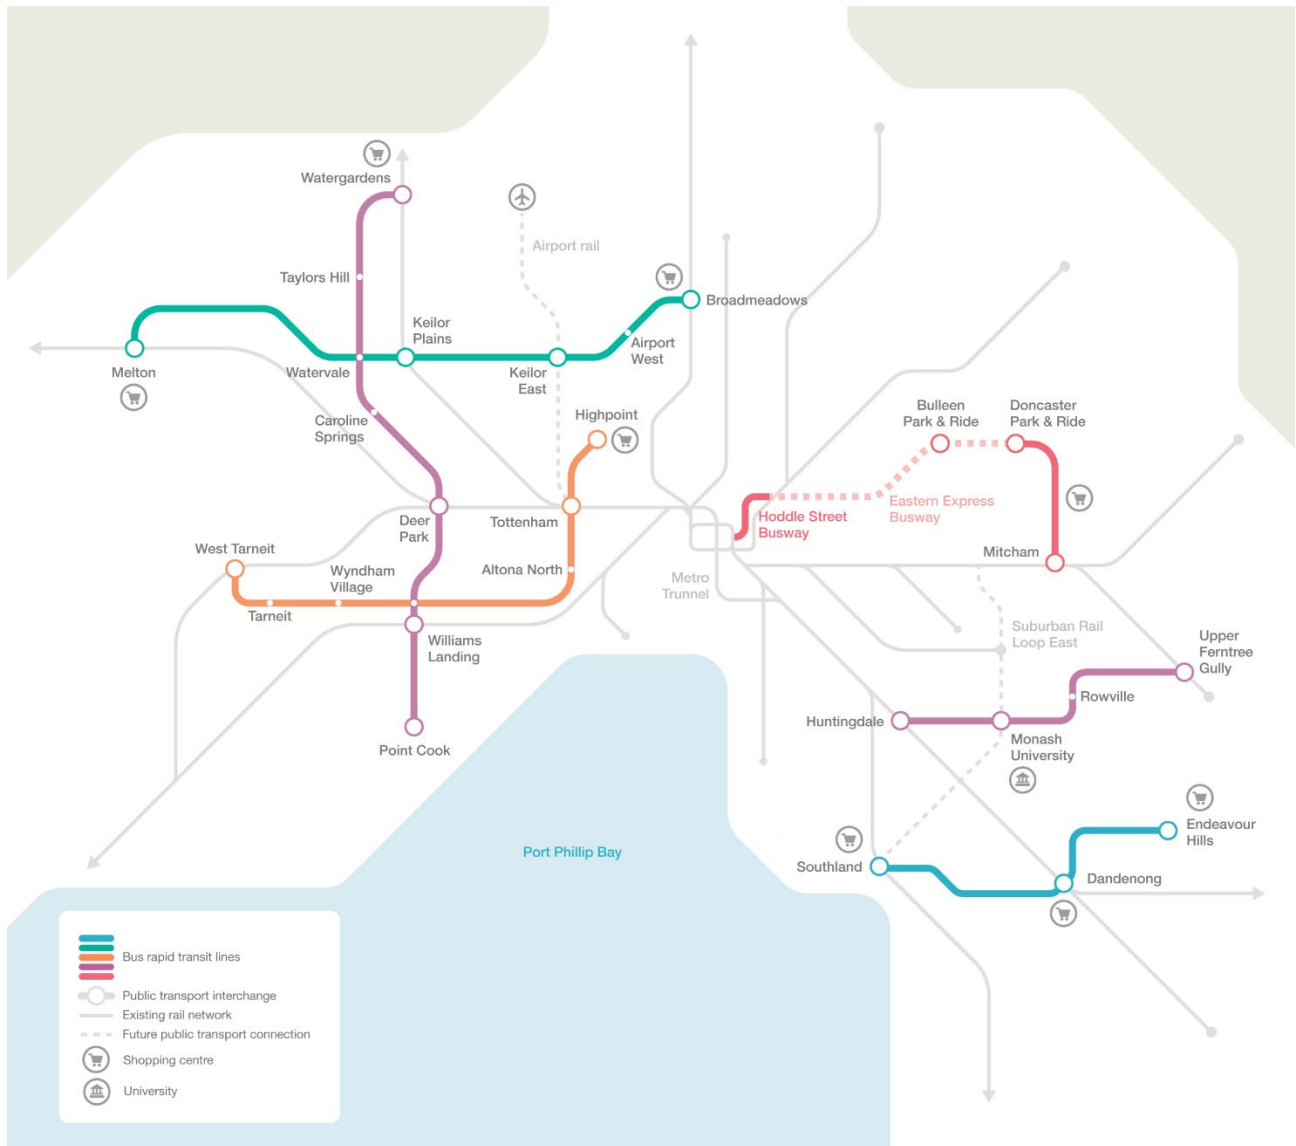 Watergardens
Airport rail
Taylors Hill
Broadmeadows
Keilor
Plains
Airport
West
Melton
Watervale
Keilor
East
Caroline
Springs
Highpoint
Bulleen
Park & Ride
Doncaster
Park & Ride
Eastern Express
Busway
Hoddle Street
Busway
Deer
Park
Tottenham
West Tarneit
Mitcham
Wyndham
Village
Altona North
Metro
Trunnel
Tarneit
Williams
Landing
Suburban Rail
Loop East
Upper
Ferntree
Gully
Rowville
Huntingdale
Point Cook
Monash
University
Endeavour
Hills
Port Phillip Bay
Southland
Dandenong
Bus rapid transit lines
Public transport interchange
Existing rail network
Future public transport connection
Shopping centre
University